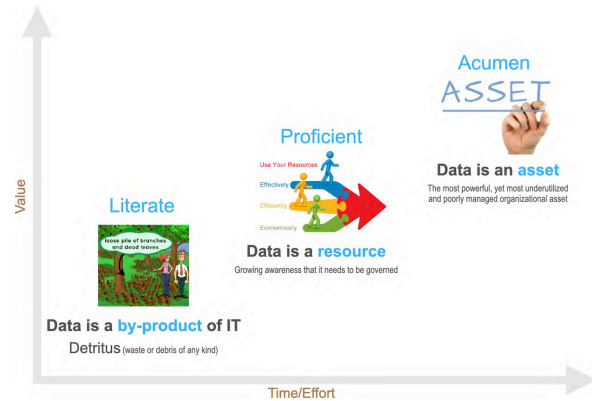 Acumen
ASSET
Data is an asset
The most powerful, yet most underutilized
and poorly managed organizational asset
Proficient
Use Your Resources
Effectively
Efficiently
Economically
Data is a resource
Growing awareness that it needs to be governed
Literate
loose pile of branches
and dead leaves
Data is a by-product of IT
Detritus (waste or debris of any kind)
Value
Time/Effort